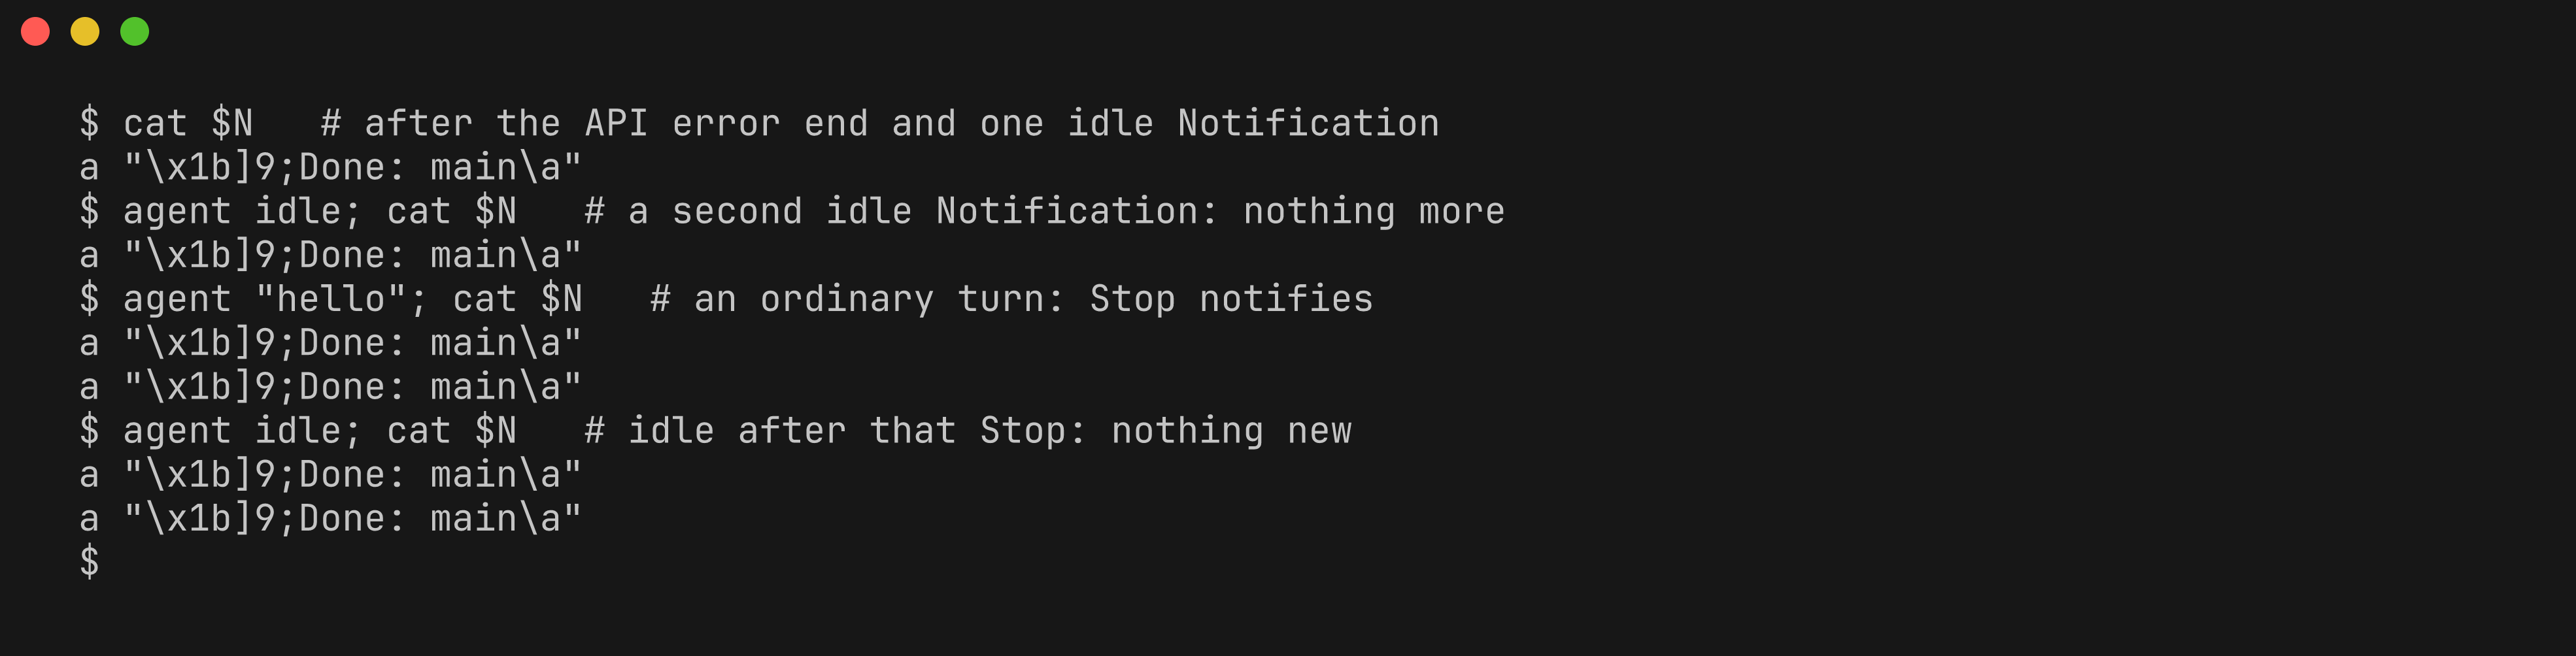 $ cat $N   # after the API error end and one idle Notification
a "\x1b]9;Done: main\a"
$ agent idle; cat $N   # a second idle Notification: nothing more
a "\x1b]9;Done: main\a"
$ agent "hello"; cat $N   # an ordinary turn: Stop notifies
a "\x1b]9;Done: main\a"
a "\x1b]9;Done: main\a"
$ agent idle; cat $N   # idle after that Stop: nothing new
a "\x1b]9;Done: main\a"
a "\x1b]9;Done: main\a"
$